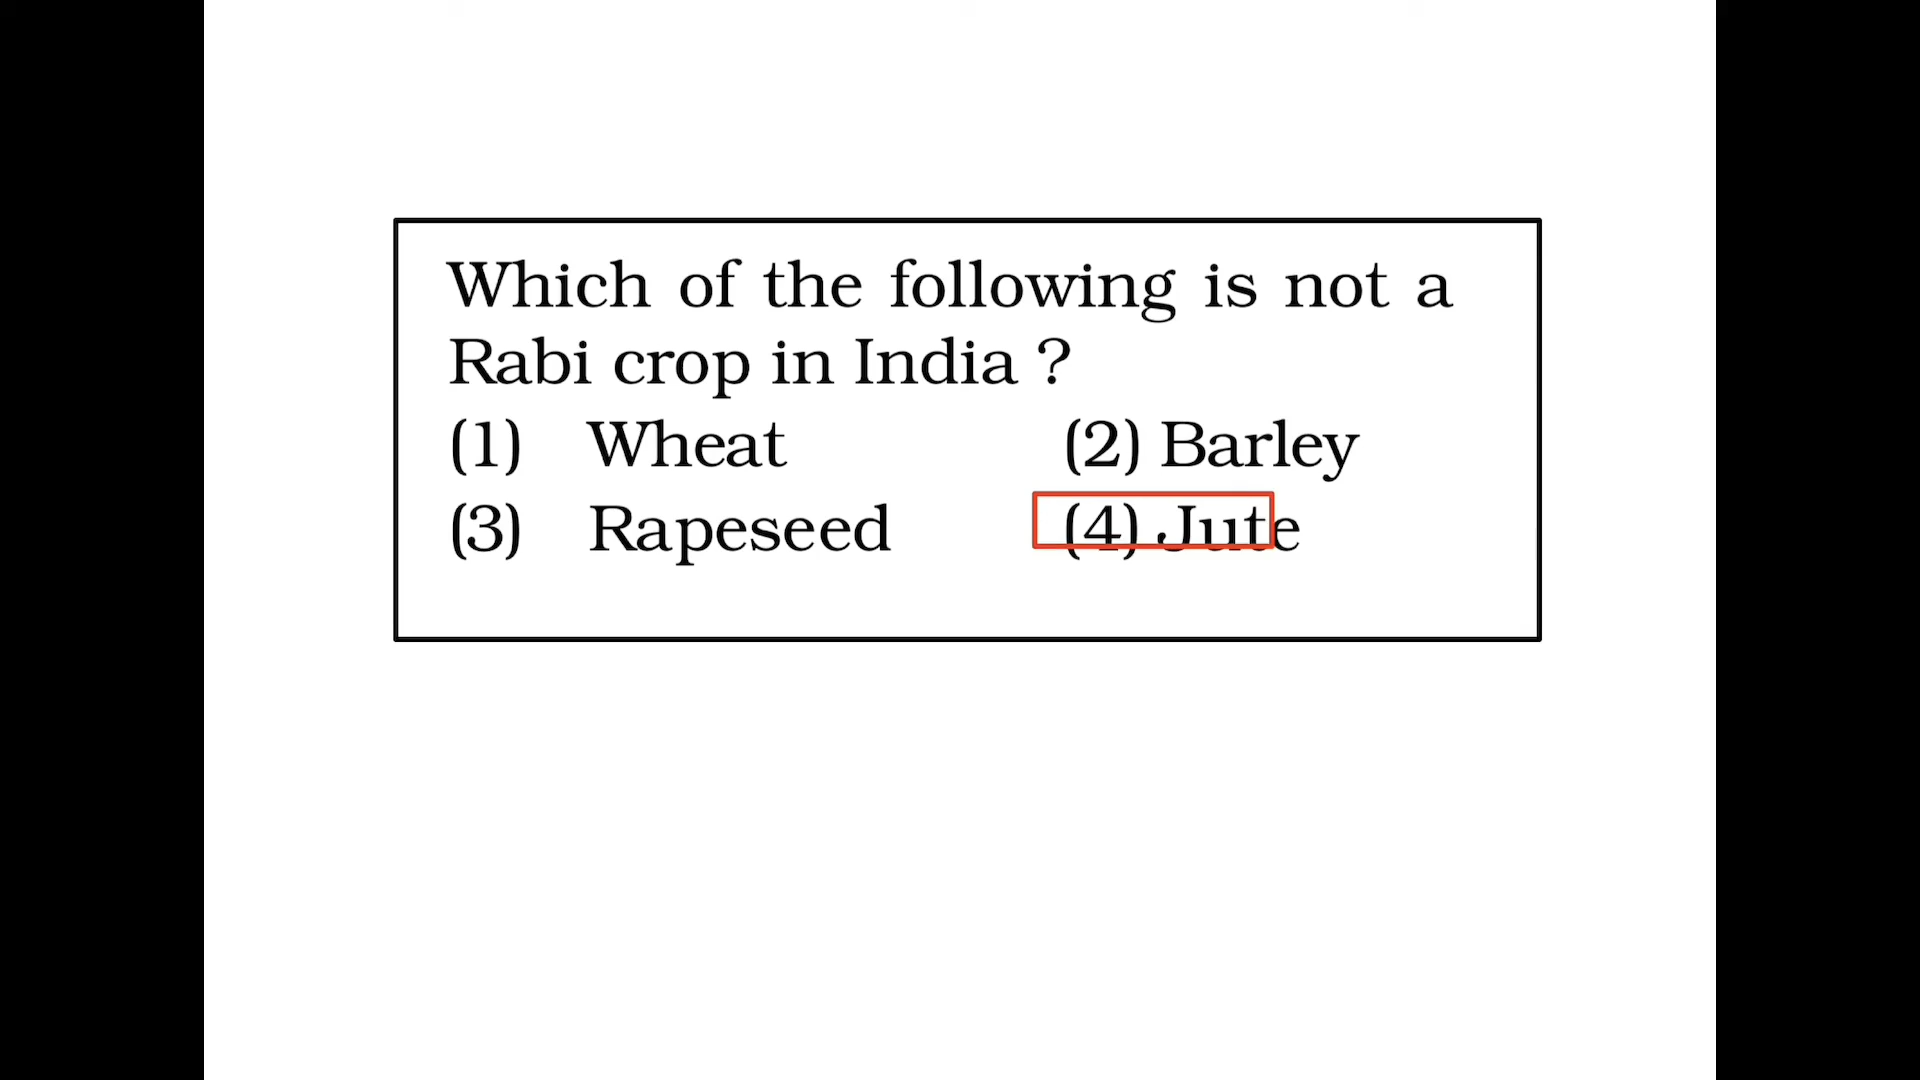 Which of the following is not a
Rabi crop in India ?
(1) Wheat (2) Barley
(3) Rapeseed (4) Jute